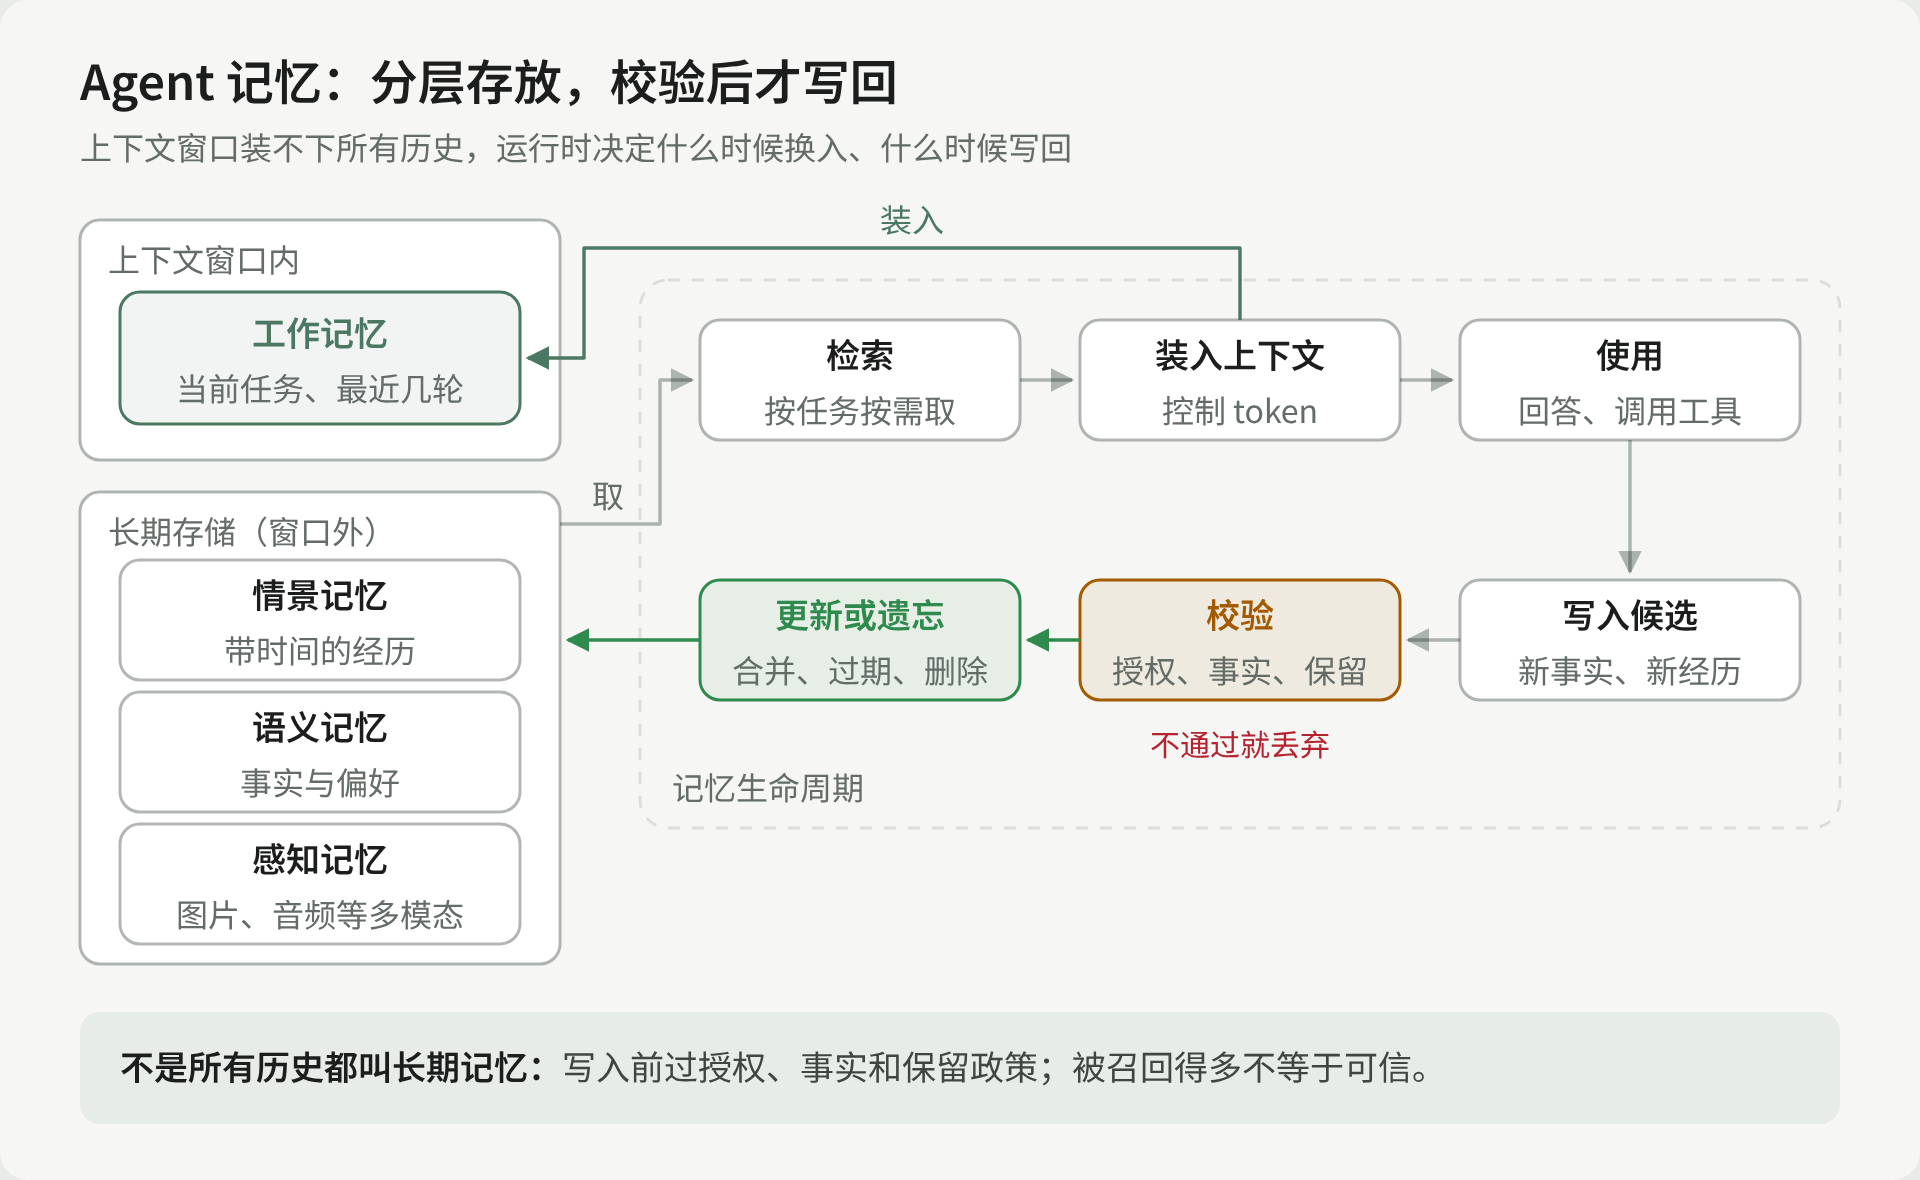 Agent 记忆：分层存放，校验后才写回
上下文窗口装不下所有历史，运行时决定什么时候换入、什么时候写回
装入
上下文窗口内
工作记忆
当前任务、最近几轮
检索
按任务按需取
装入上下文
控制 token
使用
回答、调用工具
取
长期存储（窗口外）
情景记忆
带时间的经历
语义记忆
事实与偏好
感知记忆
图片、音频等多模态
更新或遗忘
合并、过期、删除
校验
授权、事实、保留
写入候选
新事实、新经历
不通过就丢弃
记忆生命周期
不是所有历史都叫长期记忆：写入前过授权、事实和保留政策；被召回得多不等于可信。